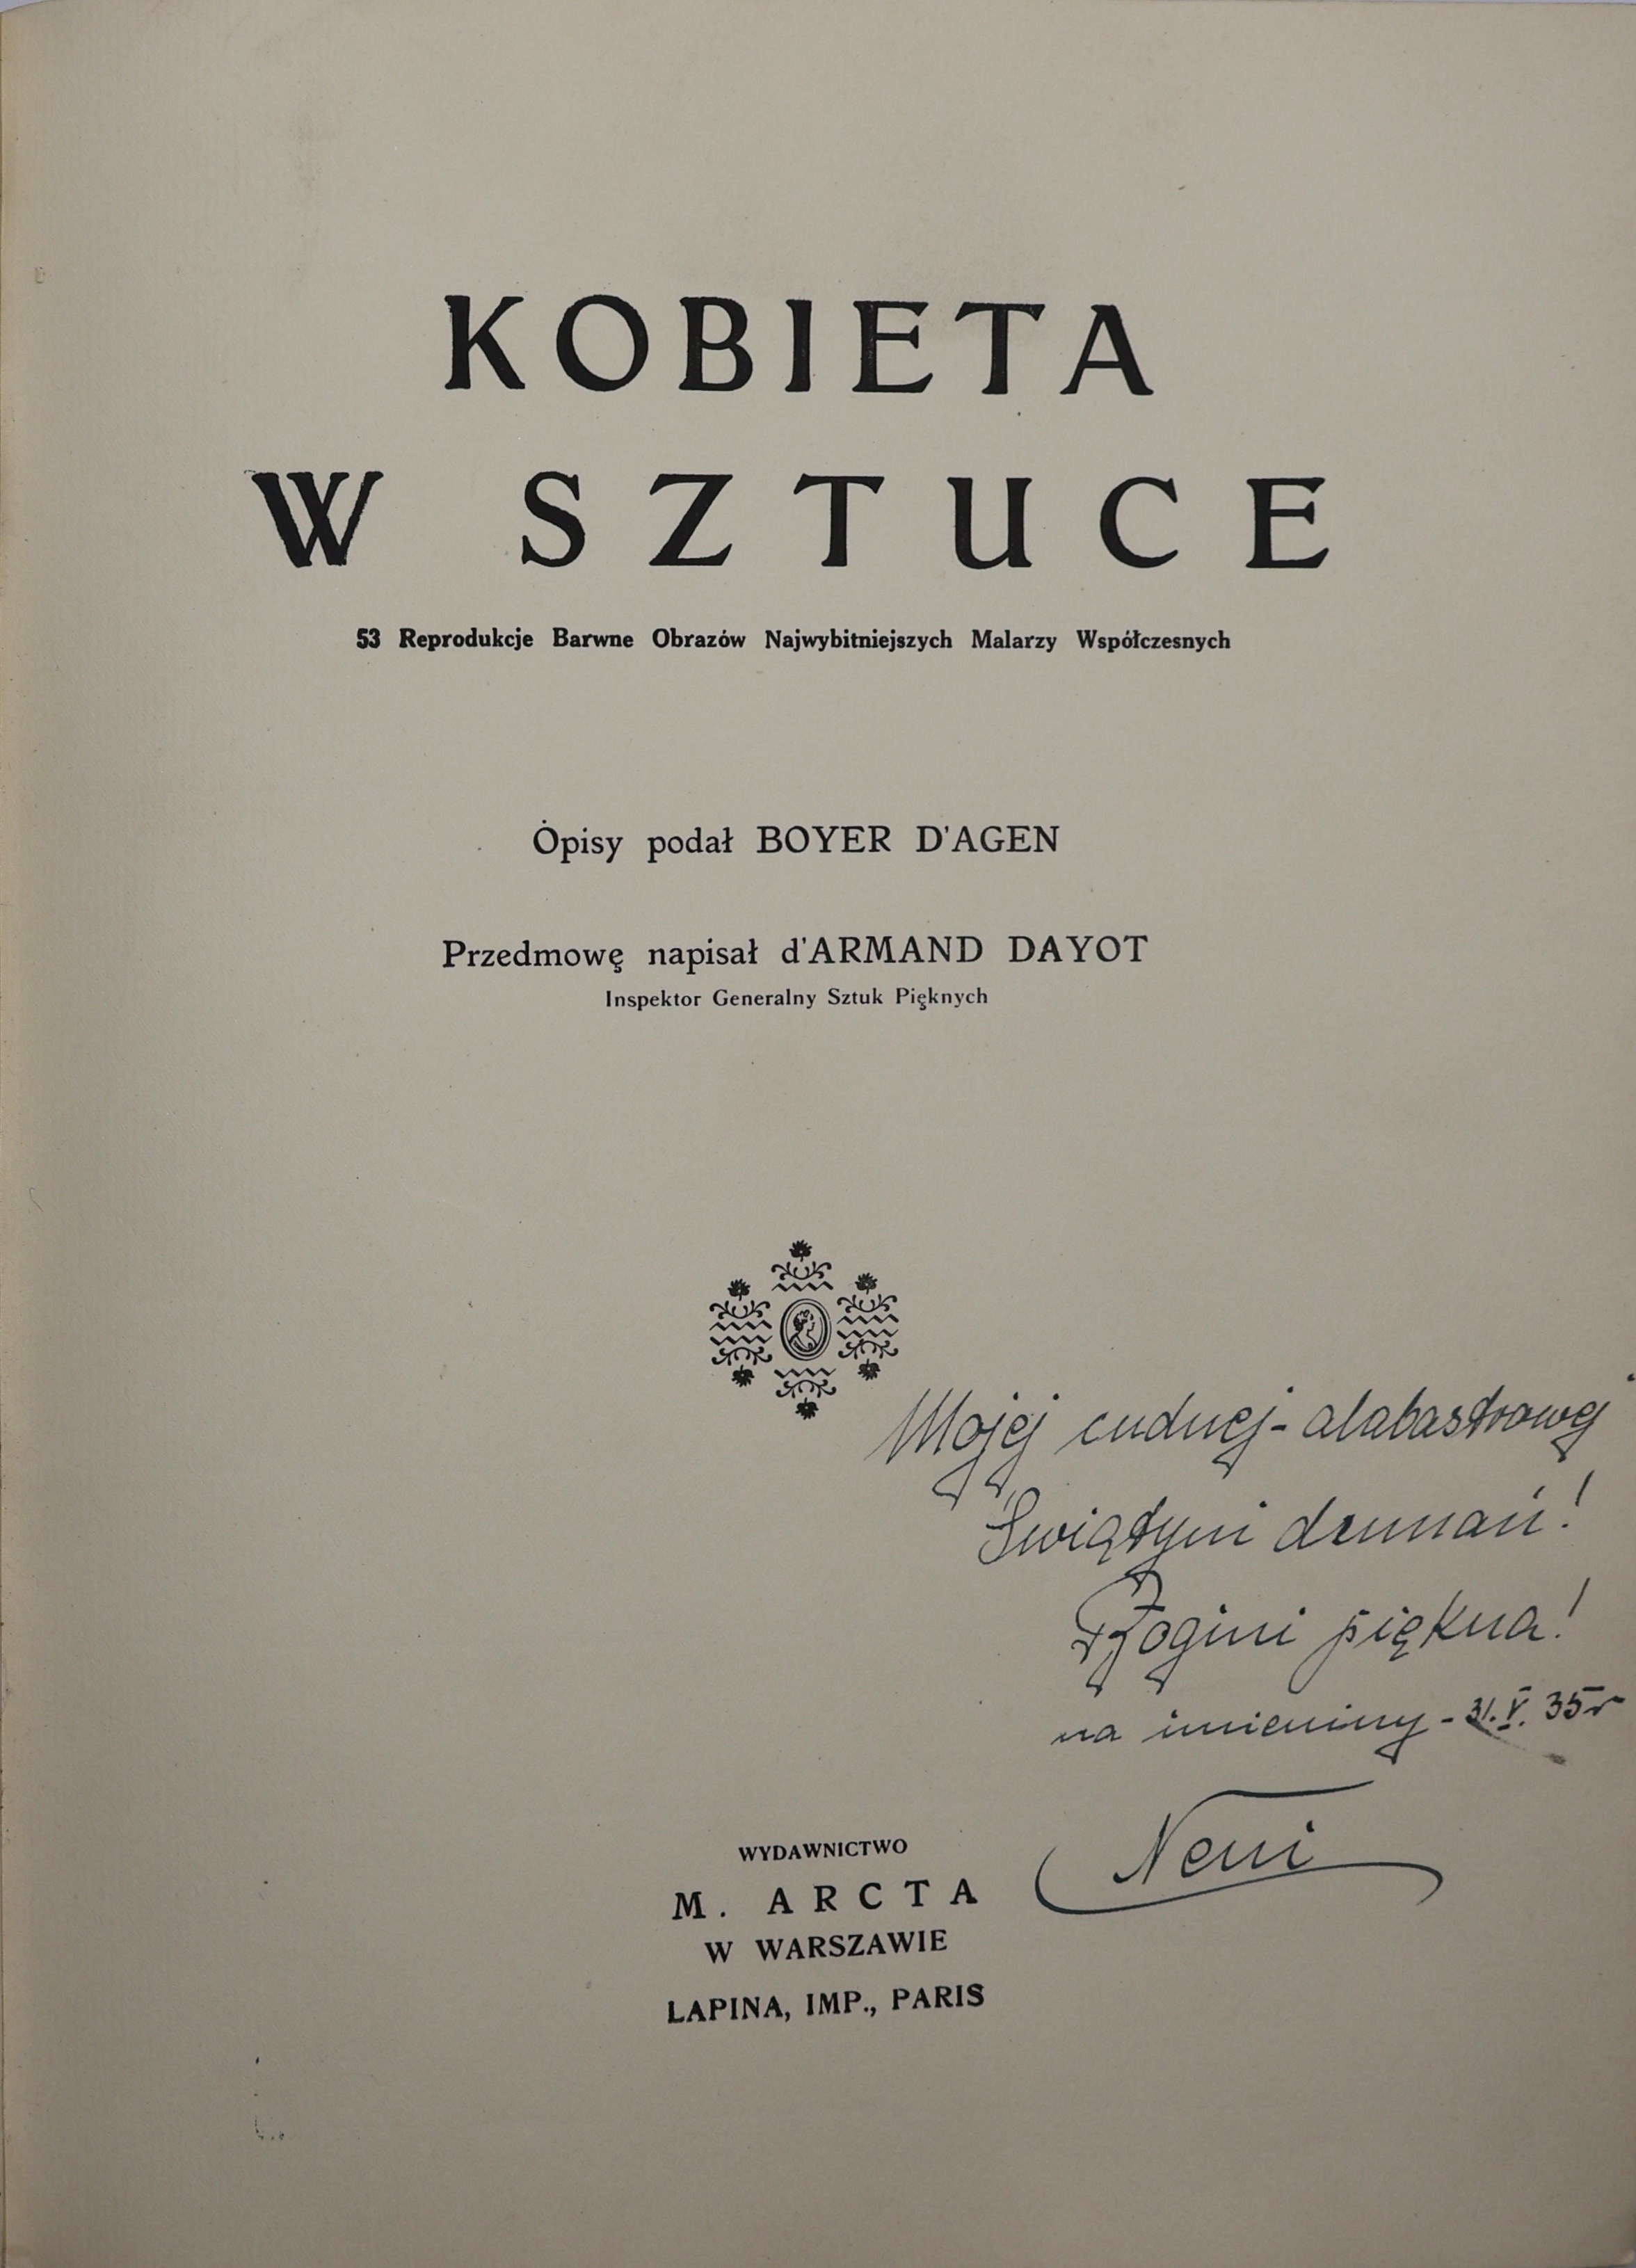 KOBIETA
W SZTUCE
53 Reprodukcje Barwne Obrazów Najwybitniejszych Malarzy Współczesnych
Opisy podał BOYER D'AGEN
Przedmowę napisał d'ARMAND DAYOT
Inspektor Generalny Sztuk Pięknych
Mojej cudnej - alabastrowej
Świątyni dumań!
Bogini piękna!
na imieniny - 31. V. 35 r
Neni
WYDAWNICTWO
M. ARCTA
W WARSZAWIE
LAPINA, IMP., PARIS